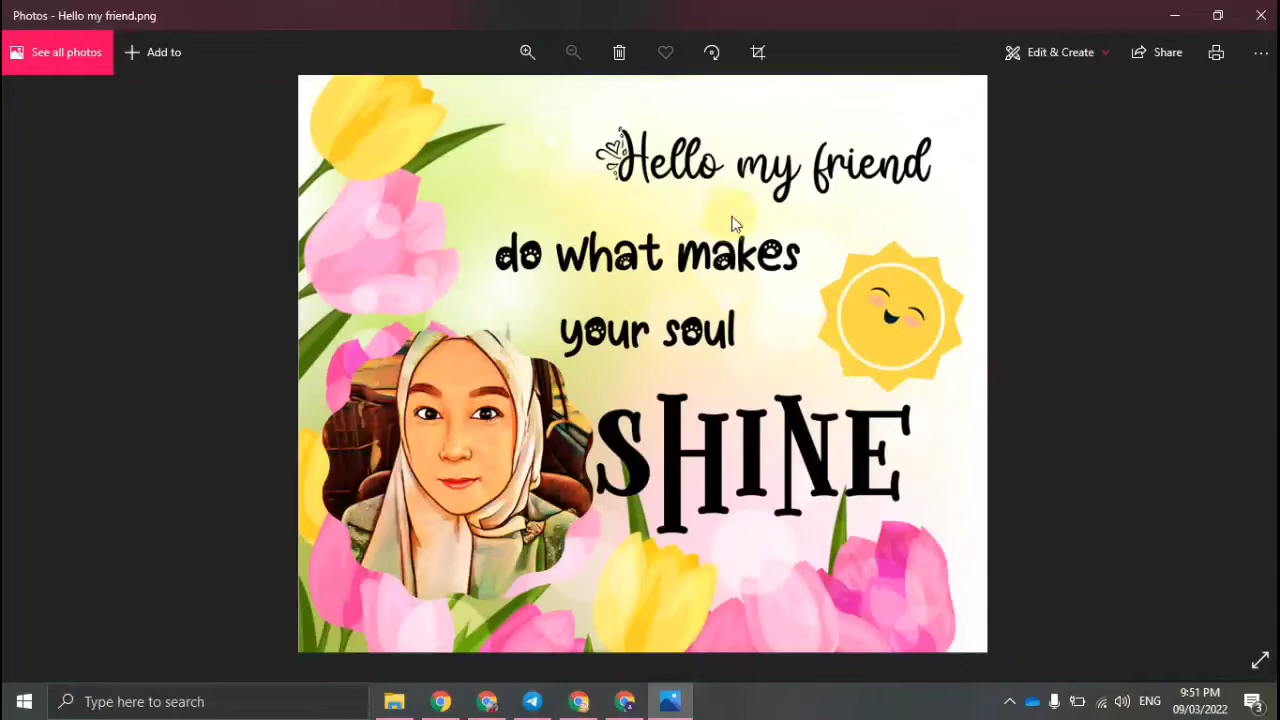 Photos - Hello my friend.png
See all photos
Add to
Edit & Create
Share
Hello my friend
do what makes
your soul
SHINE
Type here to search
ENG
9:51 PM
09/03/2022
3